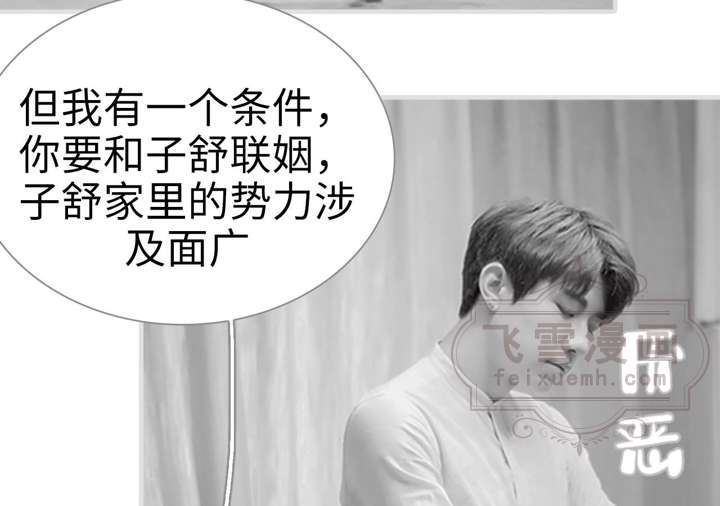 但我有一个条件，
你要和子舒联姻，
子舒家里的势力涉
及面广
飞雪漫画
feixuemh.com
恶